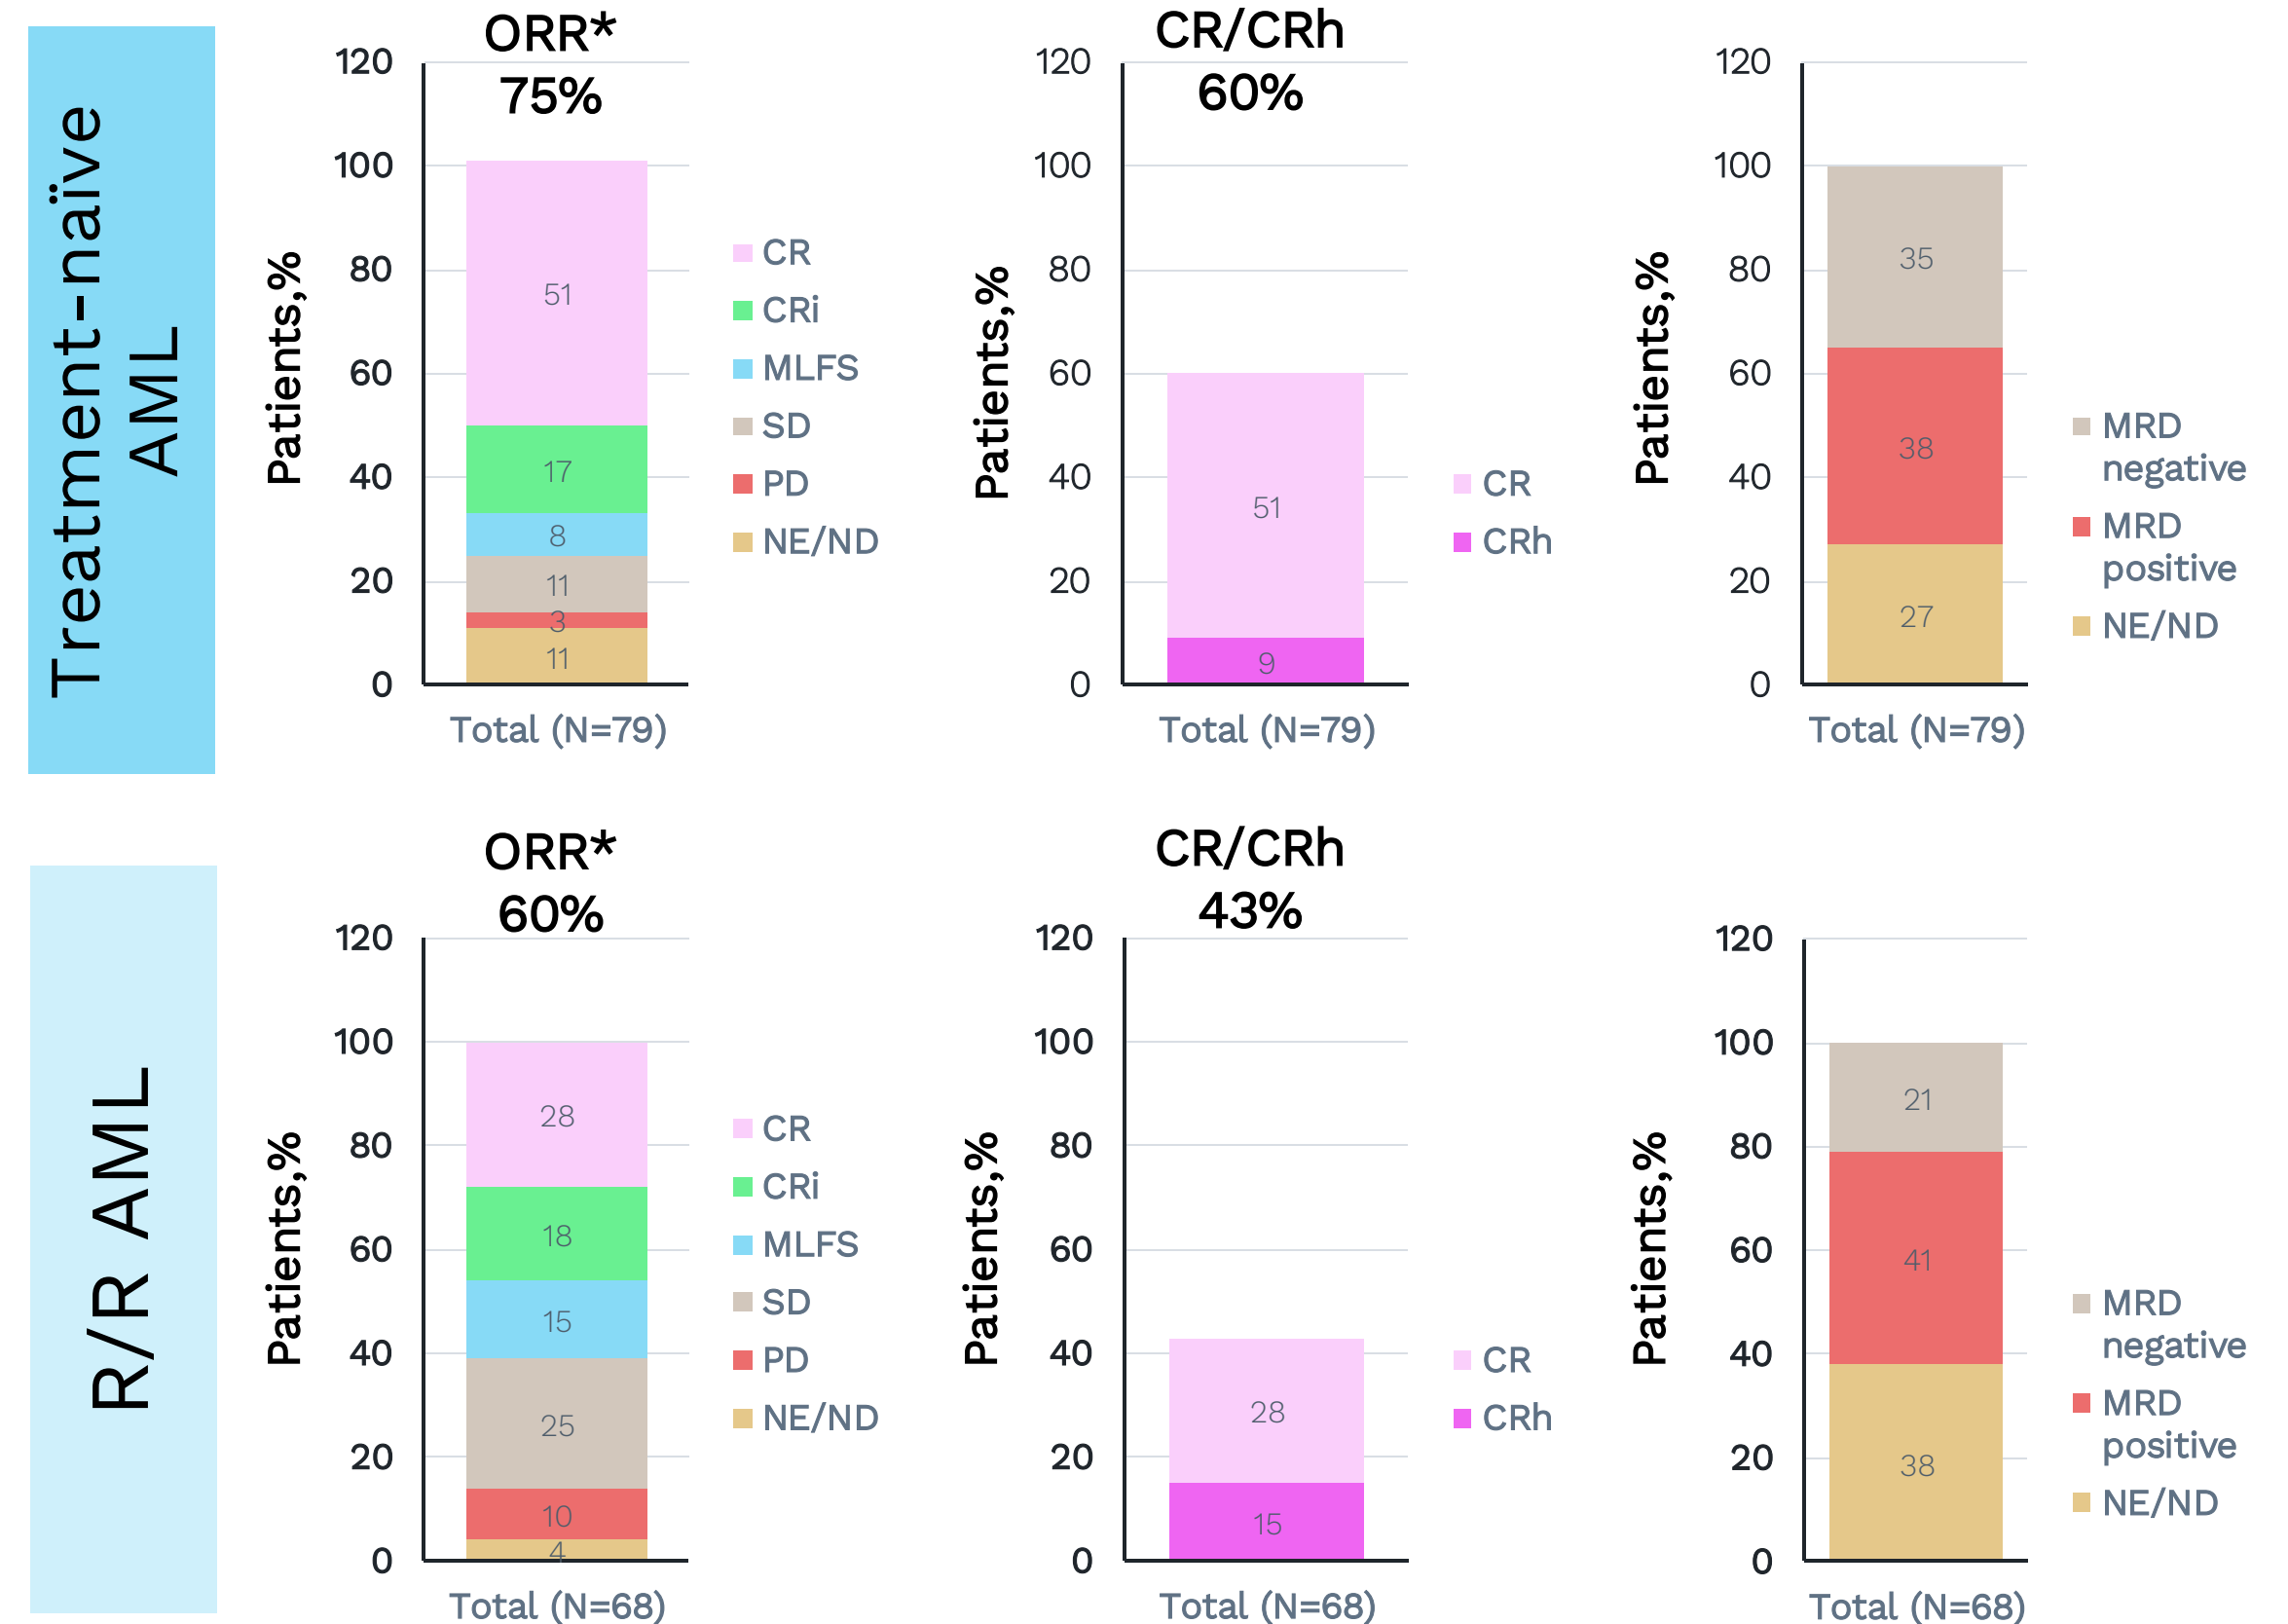 Treatment-naïve
AML
ORR*
75%
Patients,%
120
100
80
60
40
20
0
51
17
8
11
3
11
Total (N=79)
CR
CRi
MLFS
SD
PD
NE/ND
CR/CRh
60%
Patients,%
120
100
80
60
40
20
0
51
9
Total (N=79)
CR
CRh
Patients,%
120
100
80
60
40
20
0
35
38
27
Total (N=79)
MRD
negative
MRD
positive
NE/ND
R/R AML
ORR*
60%
Patients,%
120
100
80
60
40
20
0
28
18
15
25
10
4
Total (N=68)
CR
CRi
MLFS
SD
PD
NE/ND
CR/CRh
43%
Patients,%
120
100
80
60
40
20
0
28
15
Total (N=68)
CR
CRh
Patients,%
120
100
80
60
40
20
0
21
41
38
Total (N=68)
MRD
negative
MRD
positive
NE/ND